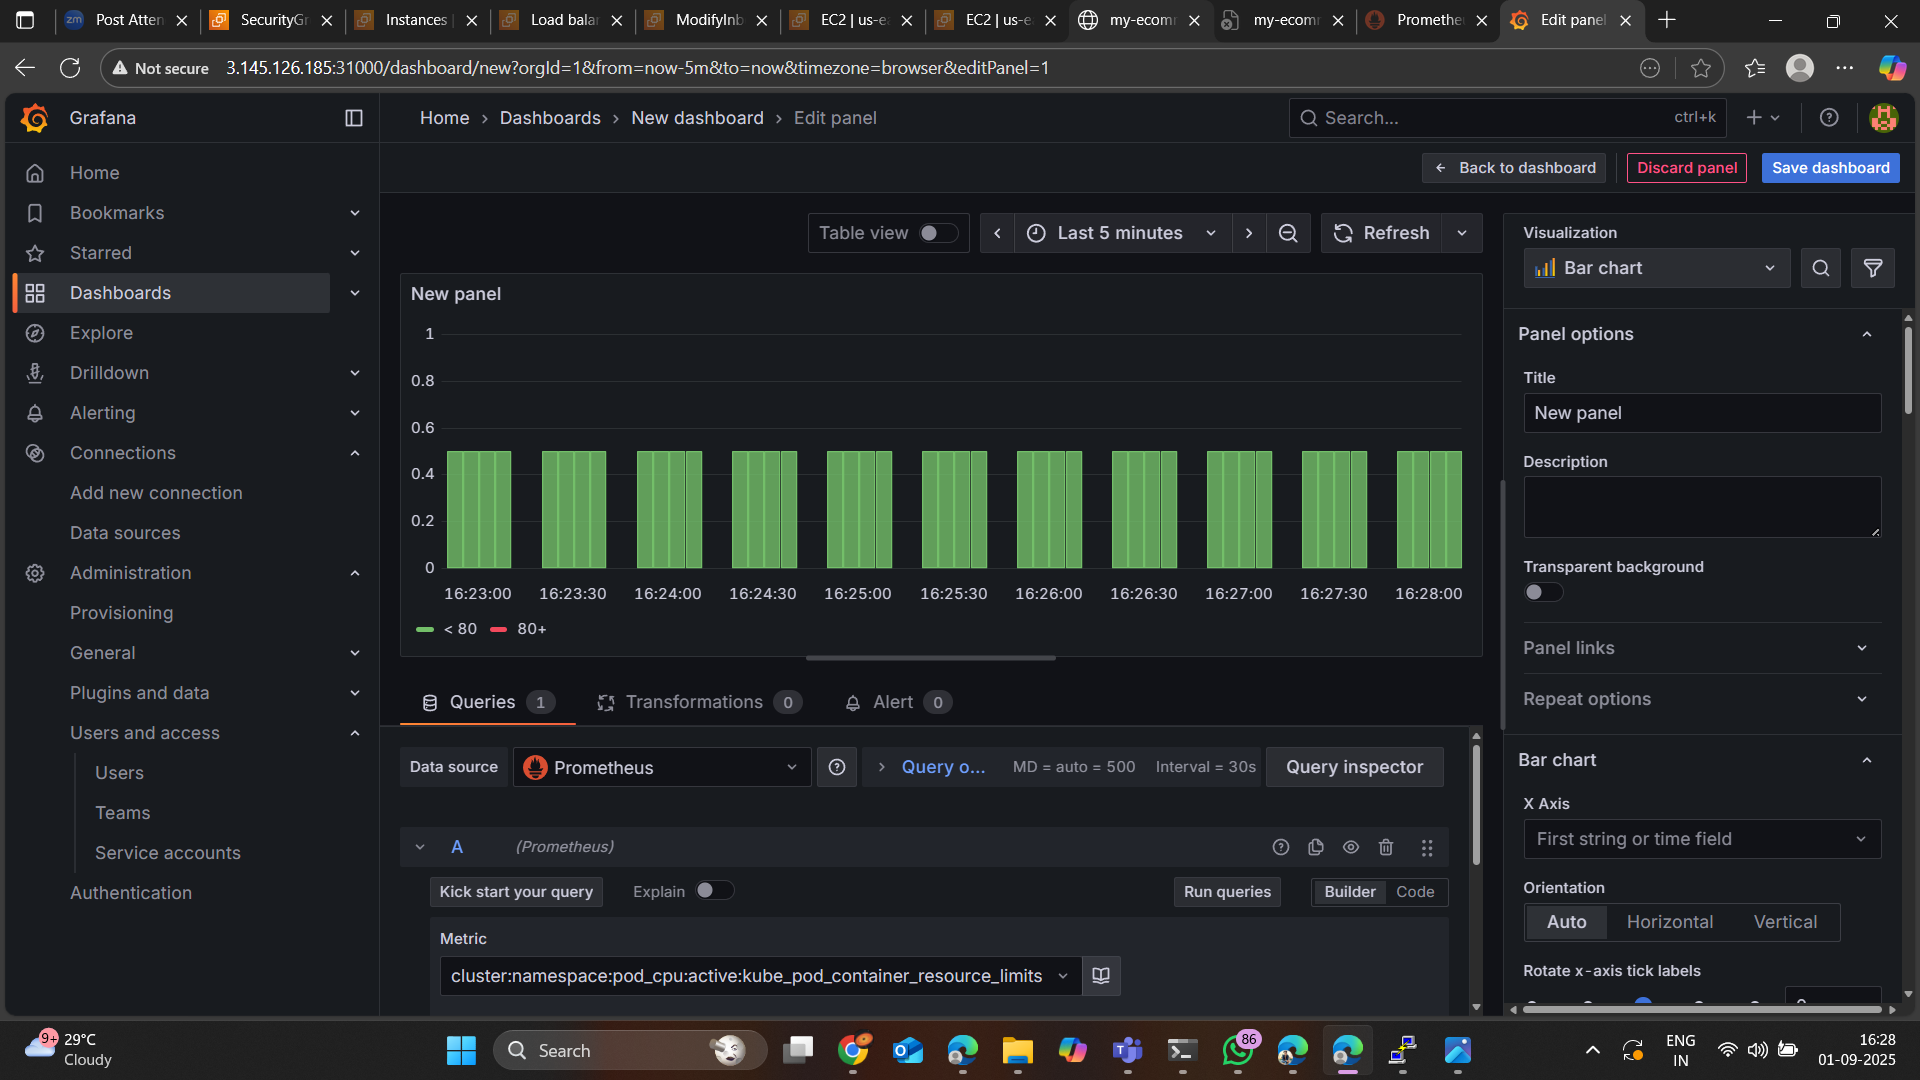 Post Atten
SecurityGr
Instances |
Load balan
ModifyInb
EC2 | us-ea
EC2 | us-ea
my-ecomm
my-ecomm
Prometheu
Edit panel
Not secure
3.145.126.185:31000/dashboard/new?orgId=1&from=now-5m&to=now&timezone=browser&editPanel=1
Grafana
Home › Dashboards › New dashboard › Edit panel
Search...
ctrl+k
Back to dashboard
Discard panel
Save dashboard
Home
Bookmarks
Starred
Dashboards
Explore
Drilldown
Alerting
Connections
Add new connection
Data sources
Administration
Provisioning
General
Plugins and data
Users and access
Users
Teams
Service accounts
Authentication
Table view
Last 5 minutes
Refresh
New panel
1
0.8
0.6
0.4
0.2
0
16:23:00 16:23:30 16:24:00 16:24:30 16:25:00 16:25:30 16:26:00 16:26:30 16:27:00 16:27:30 16:28:00
< 80 80+
Queries 1
Transformations 0
Alert 0
Data source
Prometheus
Query o...
MD = auto = 500
Interval = 30s
Query inspector
A (Prometheus)
Kick start your query
Explain
Run queries
Builder
Code
Metric
cluster:namespace:pod_cpu:active:kube_pod_container_resource_limits
Visualization
Bar chart
Panel options
Title
New panel
Description
Transparent background
Panel links
Repeat options
Bar chart
X Axis
First string or time field
Orientation
Auto
Horizontal
Vertical
Rotate x-axis tick labels
9+
29°C
Cloudy
Search
86
ENG
IN
16:28
01-09-2025